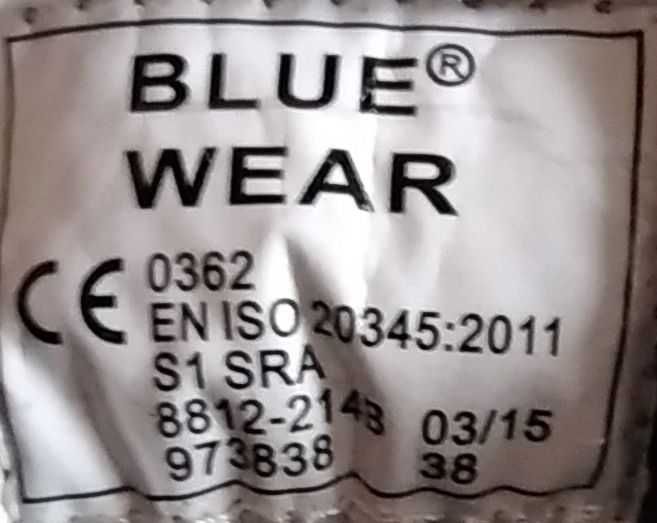 BLUE®
WEAR
CE 0362
EN ISO 20345:2011
S1 SRA
8812-2143 03/15
973838 38